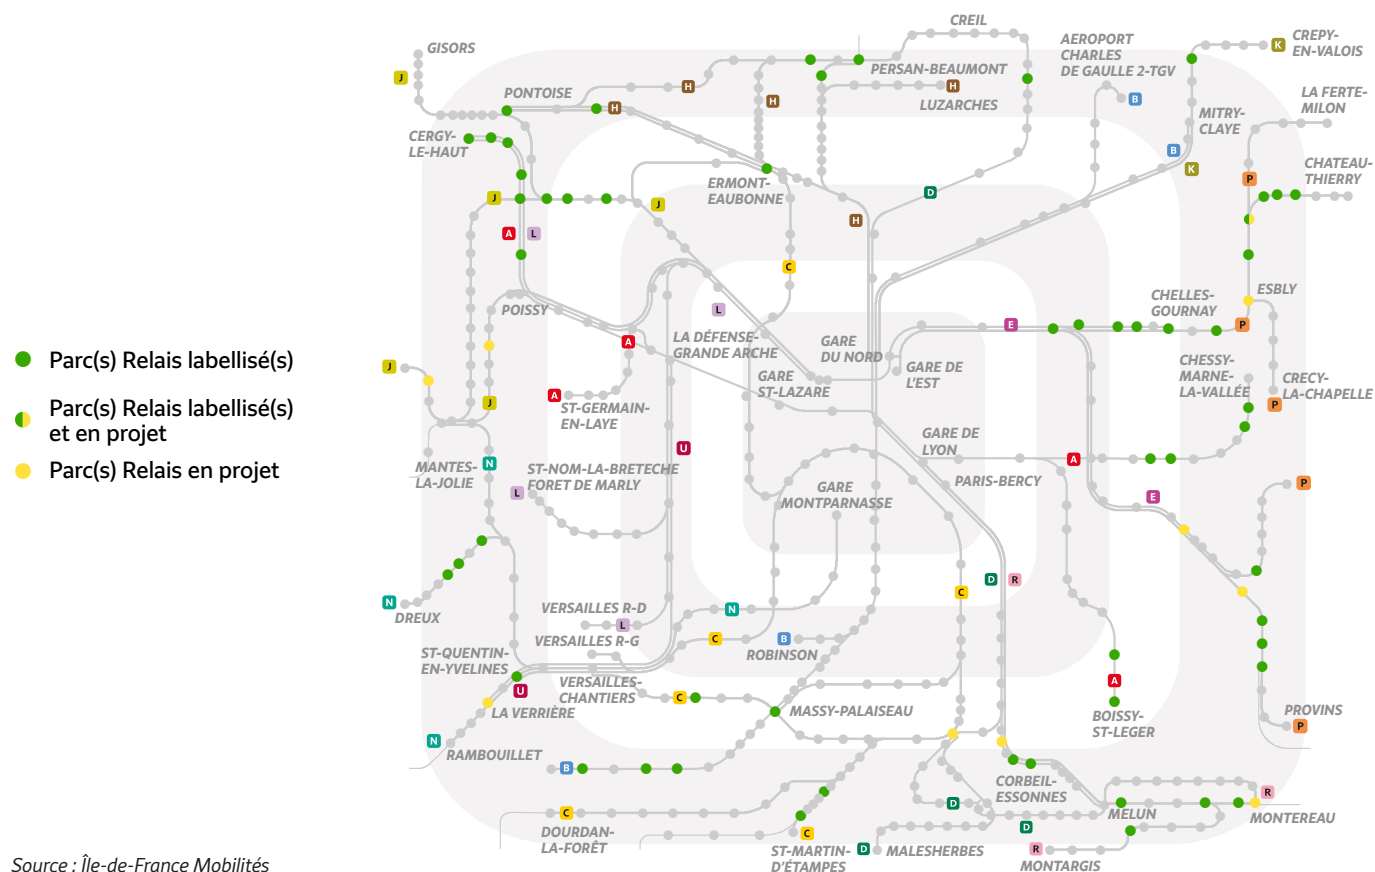 CREIL
GISORS
AEROPORT
CHARLES
DE GAULLE 2-TGV
CREPY-
EN-VALOIS
K
J
PERSAN-BEAUMONT
H
H
LUZARCHES
PONTOISE
H
H
B
LA FERTE-
MILON
MITRY-
CLAYE
CERGY-
LE-HAUT
B
K
CHATEAU-
THIERRY
P
ERMONT-
EAUBONNE
D
J
J
H
A
L
C
ESBLY
POISSY
L
CHELLES-
GOURNAY
E
P
LA DÉFENSE-
GRANDE ARCHE
A
GARE
DU NORD
GARE DE
L'EST
Parc(s) Relais labellisé(s)
J
CHESSY-
MARNE-
LA-VALLÉE
GARE
ST-LAZARE
CRECY-
LA-CHAPELLE
P
A
ST-GERMAIN-
EN-LAYE
J
Parc(s) Relais labellisé(s)
et en projet
GARE DE
LYON
U
A
Parc(s) Relais en projet
MANTES-
LA-JOLIE
N
ST-NOM-LA-BRETECHE
FORET DE MARLY
L
PARIS-BERCY
GARE
MONTPARNASSE
E
P
D
R
C
N
DREUX
VERSAILLES R-D
L
N
VERSAILLES R-G
C
B
ROBINSON
ST-QUENTIN-
EN-YVELINES
U
VERSAILLES-
CHANTIERS
C
A
LA VERRIÈRE
MASSY-PALAISEAU
BOISSY-
ST-LEGER
PROVINS
P
N
RAMBOUILLET
B
CORBEIL-
ESSONNES
R
D
C
MELUN
MONTEREAU
DOURDAN-
LA-FORÊT
C
D
ST-MARTIN-
D'ÉTAMPES
D
MALESHERBES
R
MONTARGIS
Source : Île-de-France Mobilités